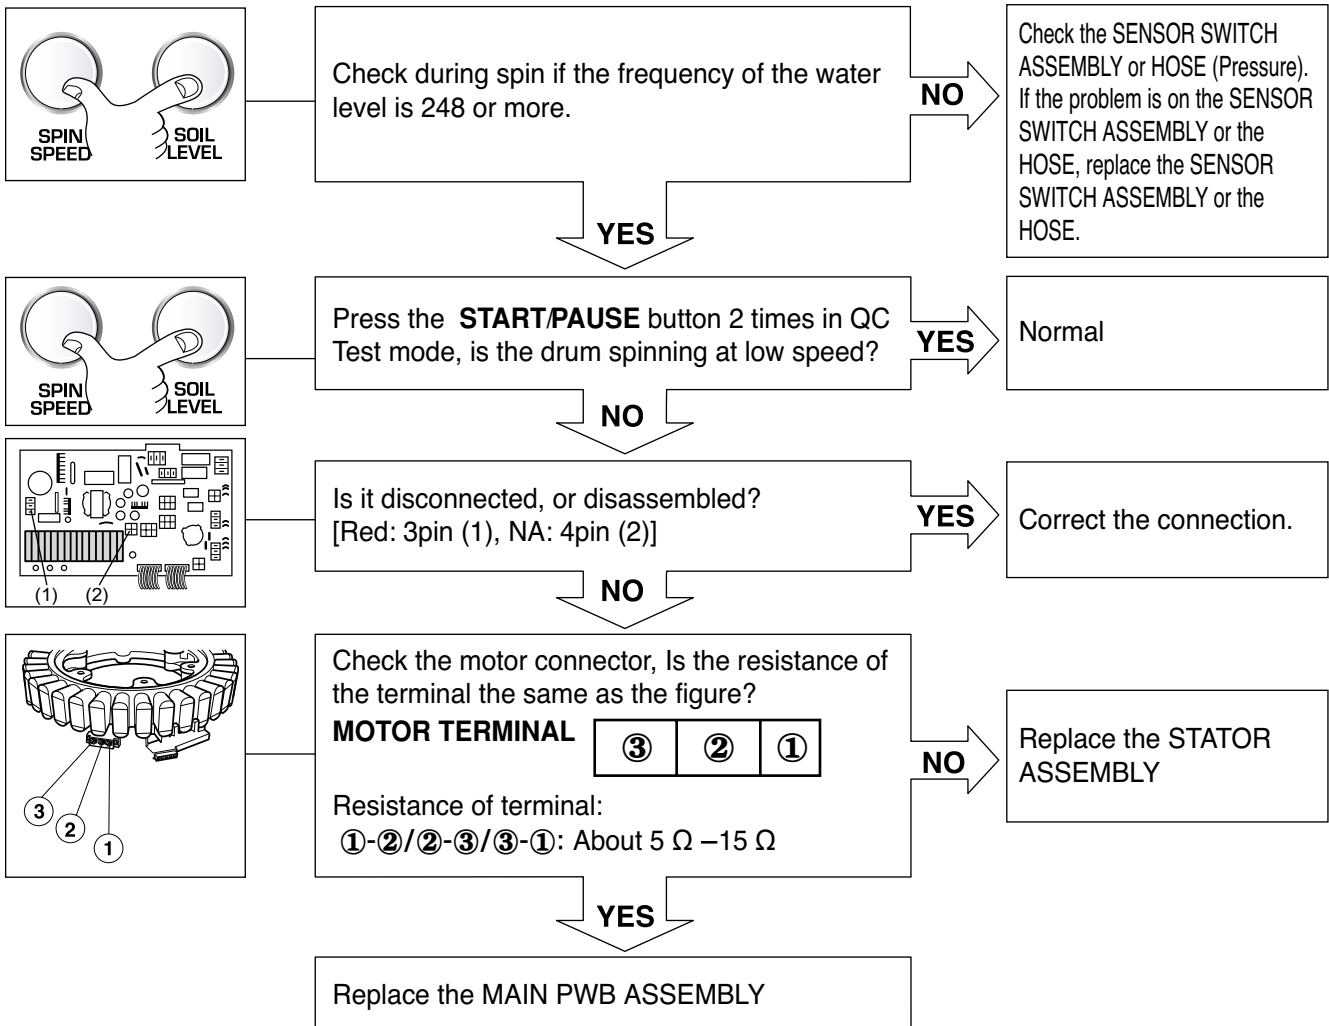 SPIN
SPEED
SOIL
LEVEL
Check during spin if the frequency of the water
level is 248 or more.
NO
Check the SENSOR SWITCH
ASSEMBLY or HOSE (Pressure).
If the problem is on the SENSOR
SWITCH ASSEMBLY or the
HOSE, replace the SENSOR
SWITCH ASSEMBLY or the
HOSE.
YES
SPIN
SPEED
SOIL
LEVEL
Press the START/PAUSE button 2 times in QC
Test mode, is the drum spinning at low speed?
YES
Normal
NO
(1) (2)
Is it disconnected, or disassembled?
[Red: 3pin (1), NA: 4pin (2)]
YES
Correct the connection.
NO
3
2
1
Check the motor connector, Is the resistance of
the terminal the same as the figure?
MOTOR TERMINAL ③ ② ①
Resistance of terminal:
①-②/②-③/③-①: About 5 Ω –15 Ω
NO
Replace the STATOR
ASSEMBLY
YES
Replace the MAIN PWB ASSEMBLY